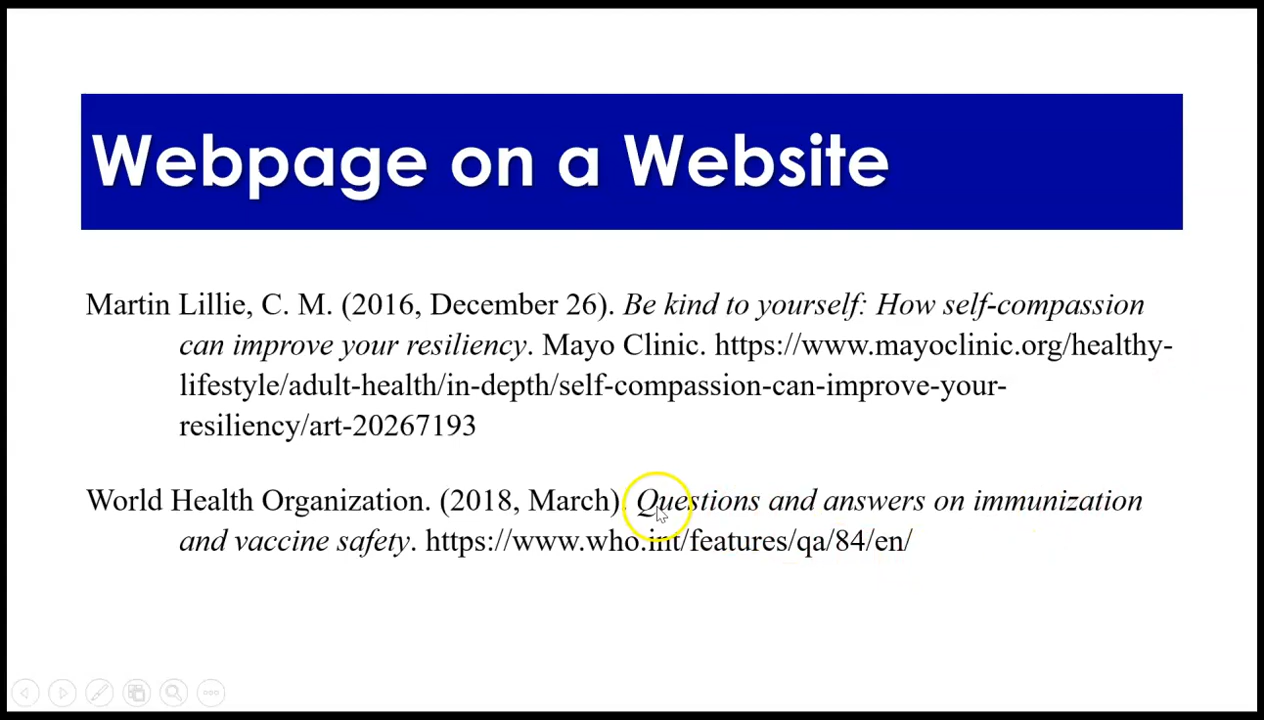 Webpage on a Website
Martin Lillie, C. M. (2016, December 26). Be kind to yourself: How self-compassion
can improve your resiliency. Mayo Clinic. https://www.mayoclinic.org/healthy-
lifestyle/adult-health/in-depth/self-compassion-can-improve-your-
resiliency/art-20267193
World Health Organization. (2018, March). Questions and answers on immunization
and vaccine safety. https://www.who.int/features/qa/84/en/